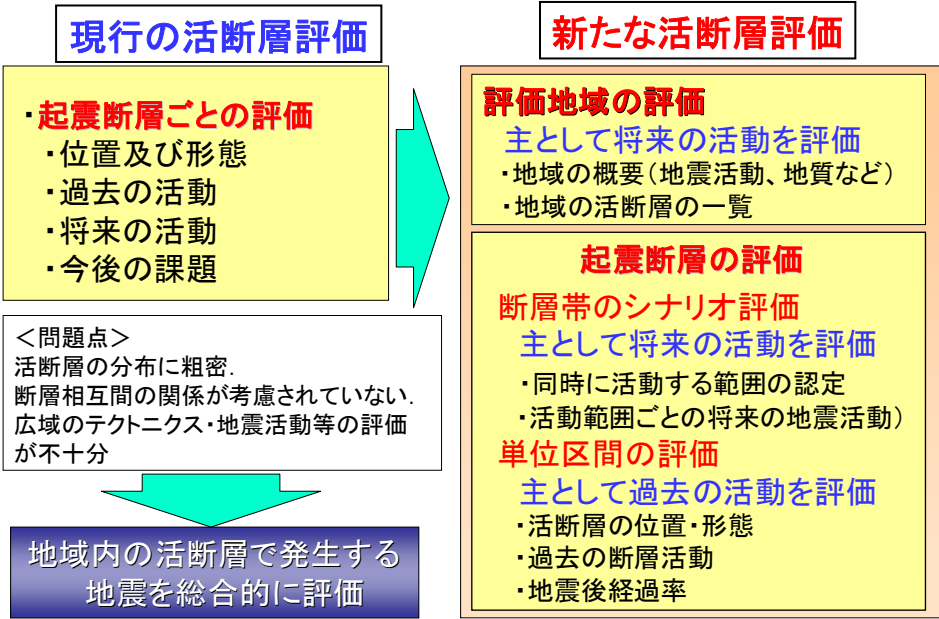 現行の活断層評価
・起震断層ごとの評価
・位置及び形態
・過去の活動
・将来の活動
・今後の課題
＜問題点＞
活断層の分布に粗密.
断層相互間の関係が考慮されていない.
広域のテクトニクス・地震活動等の評価
が不十分
地域内の活断層で発生する
地震を総合的に評価
新たな活断層評価
評価地域の評価
主として将来の活動を評価
・地域の概要（地震活動、地質など）
・地域の活断層の一覧
起震断層の評価
断層帯のシナリオ評価
主として将来の活動を評価
・同時に活動する範囲の認定
・活動範囲ごとの将来の地震活動）
単位区間の評価
主として過去の活動を評価
・活断層の位置・形態
・過去の断層活動
・地震後経過率